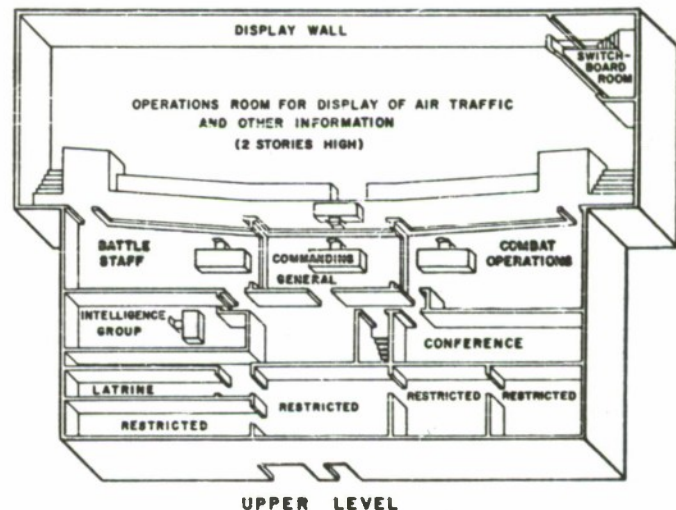 DISPLAY WALL
SWITCH-
BOARD
ROOM
OPERATIONS ROOM FOR DISPLAY OF AIR TRAFFIC
AND OTHER INFORMATION
(2 STORIES HIGH)
BATTLE
STAFF
COMMANDING
GENERAL
COMBAT
OPERATIONS
INTELLIGENCE
GROUP
CONFERENCE
LATRINE
RESTRICTED
RESTRICTED
RESTRICTED
RESTRICTED
UPPER LEVEL